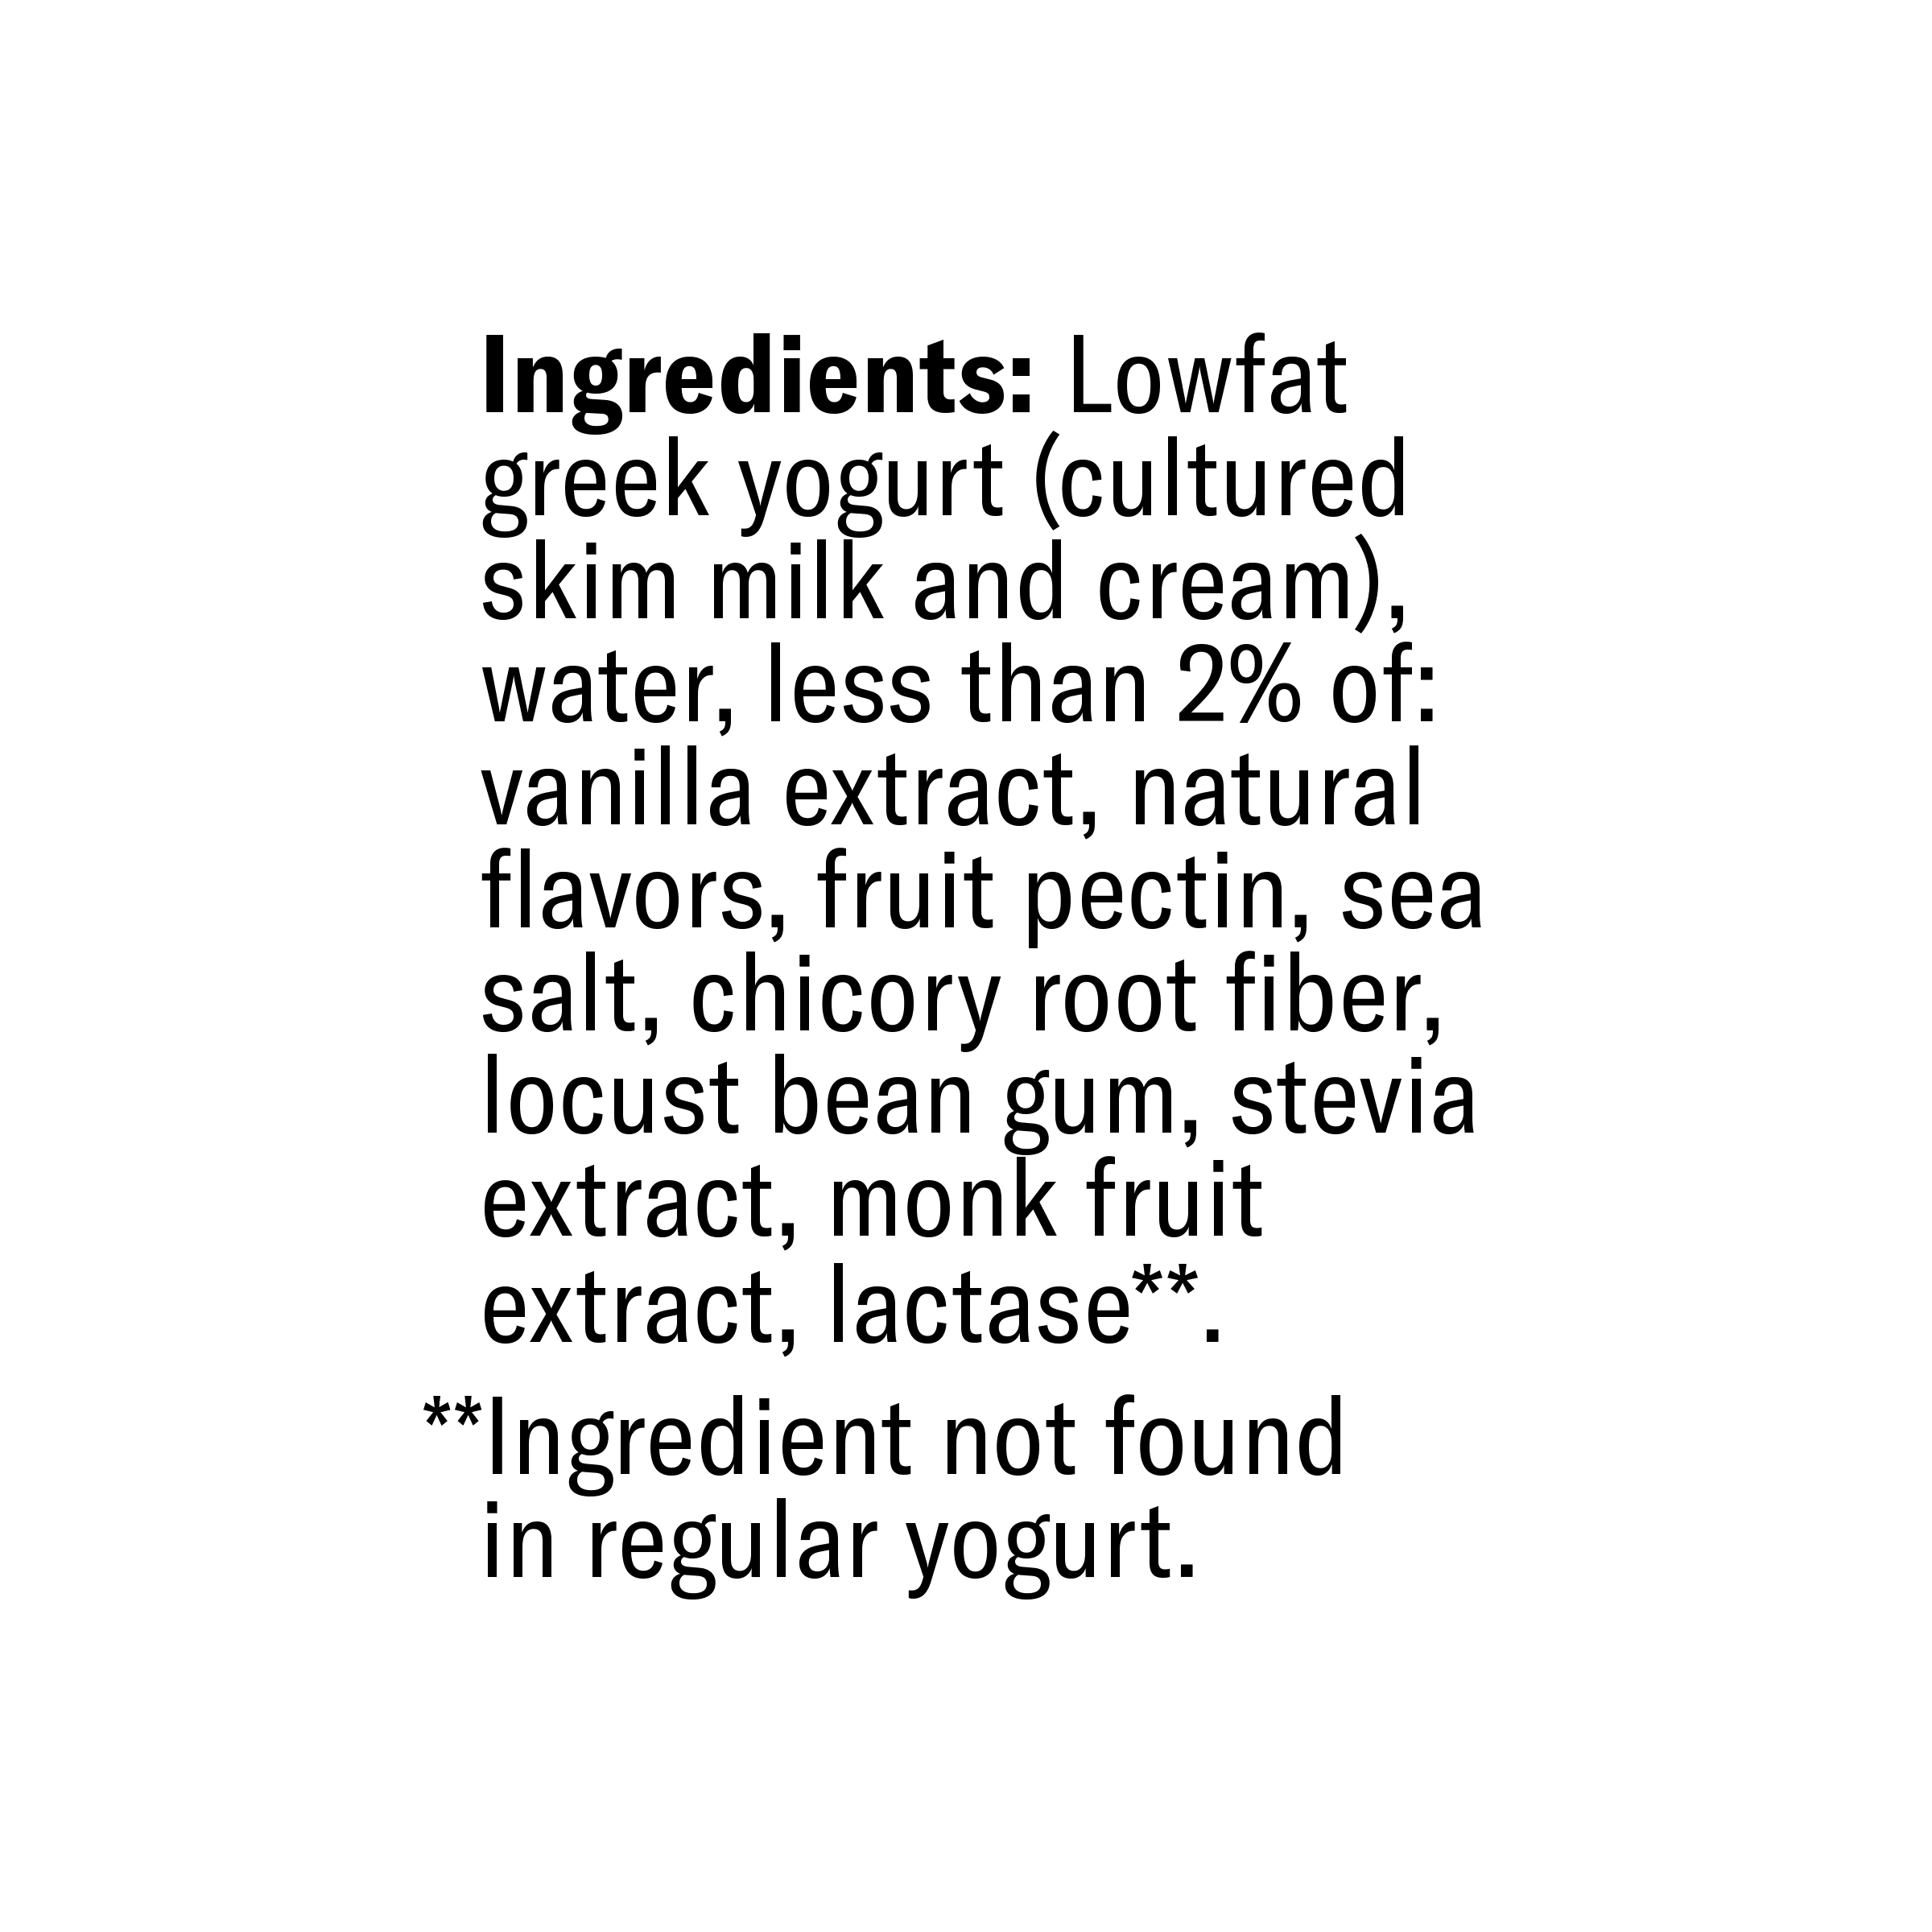 Ingredients: Lowfat
greek yogurt (cultured
skim milk and cream),
water, less than 2% of:
vanilla extract, natural
flavors, fruit pectin, sea
salt, chicory root fiber,
locust bean gum, stevia
extract, monk fruit
extract, lactase**.
**Ingredient not found
in regular yogurt.